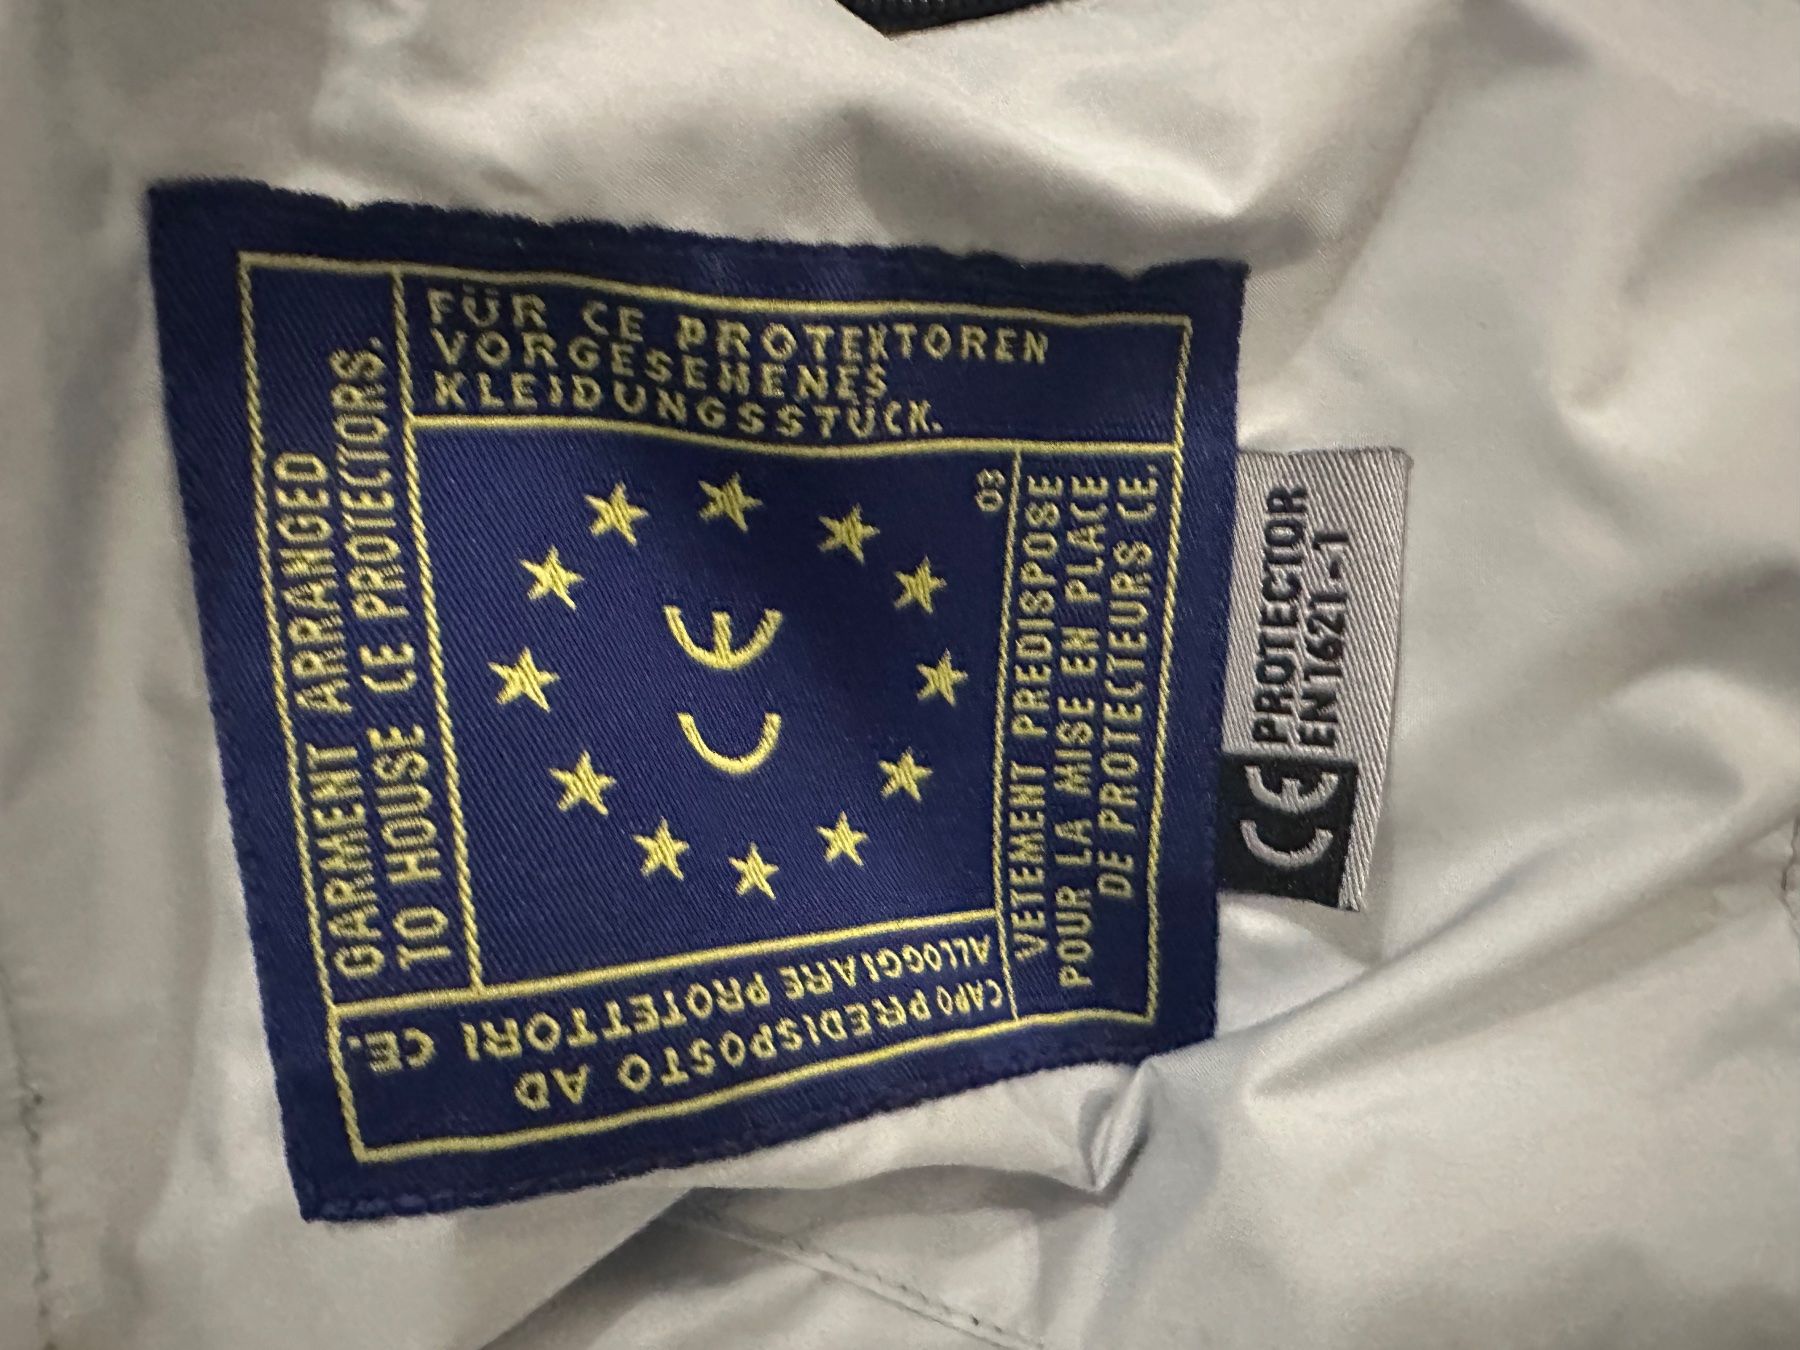 GARMENT ARRANGED
TO HOUSE CE PROTECTORS.
FÜR CE PROTEKTOREN
VORGESEHENES
KLEIDUNGSSTÜCK.
CE
03
VETEMENT PREDISPOSE
POUR LA MISE EN PLACE
DE PROTECTEURS CE.
CAPO PREDISPOSTO AD
ALLOGGIARE PROTETTORI CE.
CE PROTECTOR
EN1621-1